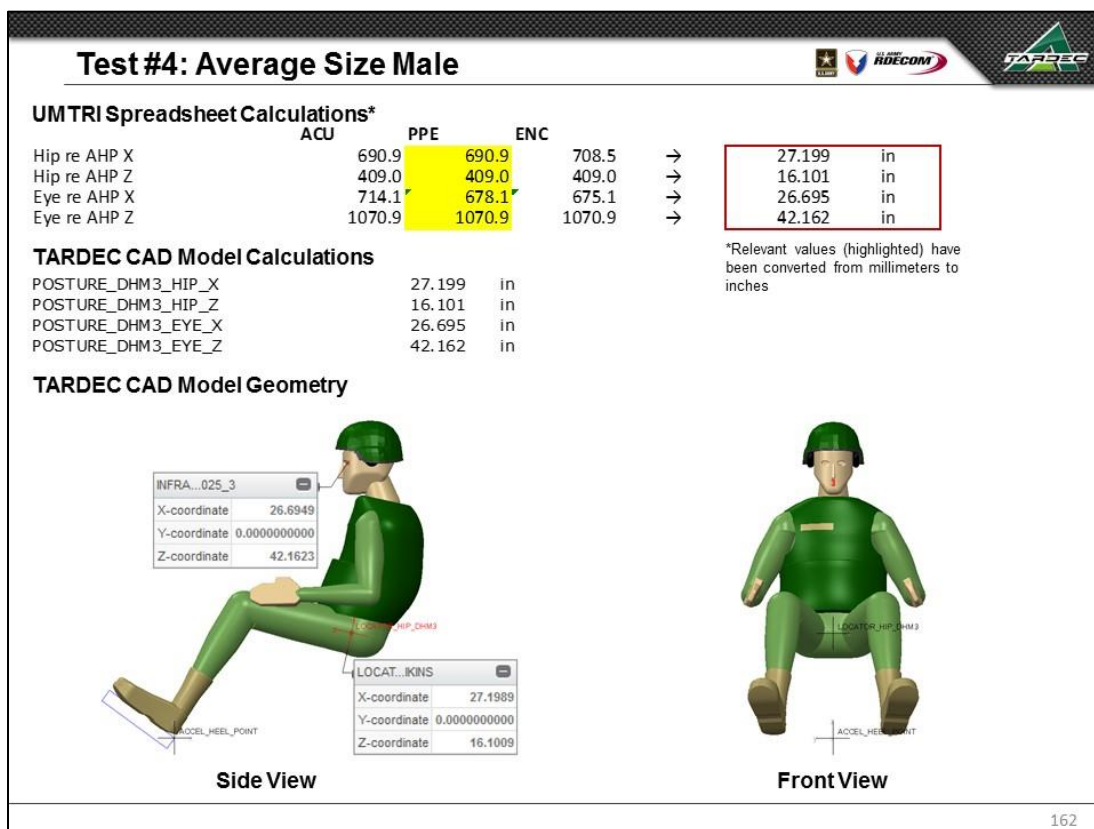 Test #4: Average Size Male
U.S. ARMY
U.S. ARMY
RDECOM
TARDEC
UMTRI Spreadsheet Calculations*
ACU PPE ENC
Hip re AHP X 690.9 690.9 708.5 → 27.199 in
Hip re AHP Z 409.0 409.0 409.0 → 16.101 in
Eye re AHP X 714.1 678.1 675.1 → 26.695 in
Eye re AHP Z 1070.9 1070.9 1070.9 → 42.162 in
*Relevant values (highlighted) have
been converted from millimeters to
inches
TARDEC CAD Model Calculations
POSTURE_DHM3_HIP_X 27.199 in
POSTURE_DHM3_HIP_Z 16.101 in
POSTURE_DHM3_EYE_X 26.695 in
POSTURE_DHM3_EYE_Z 42.162 in
TARDEC CAD Model Geometry
INFRA...025_3
X-coordinate 26.6949
Y-coordinate 0.0000000000
Z-coordinate 42.1623
LOCATOR_HIP_DHM3
LOCAT...IKINS
X-coordinate 27.1989
Y-coordinate 0.0000000000
Z-coordinate 16.1009
ACCEL_HEEL_POINT
LOCATOR_HIP_DHM3
ACCEL_HEEL_POINT
Side View
Front View
162